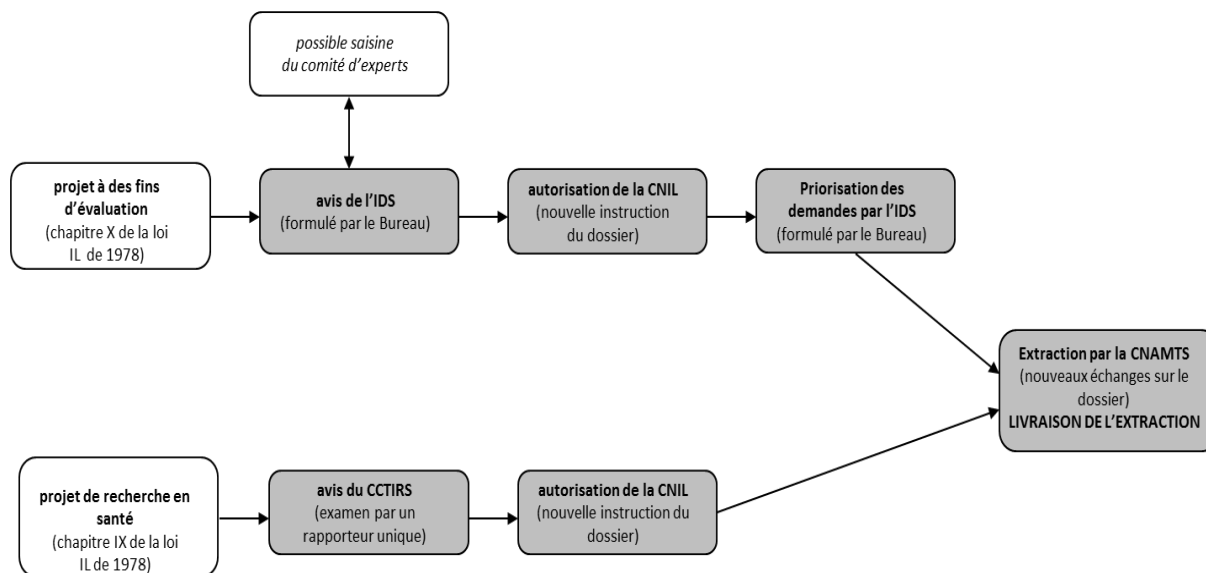 possible saisine
du comité d'experts
projet à des fins
d'évaluation
(chapitre X de la loi
IL de 1978)
avis de l'IDS
(formulé par le Bureau)
autorisation de la CNIL
(nouvelle instruction
du dossier)
Priorisation des
demandes par l'IDS
(formulé par le Bureau)
Extraction par la CNAMTS
(nouveaux échanges sur le
dossier)
LIVRAISON DE L'EXTRACTION
projet de recherche en
santé
(chapitre IX de la loi
IL de 1978)
avis du CCTIRS
(examen par un
rapporteur unique)
autorisation de la CNIL
(nouvelle instruction du
dossier)